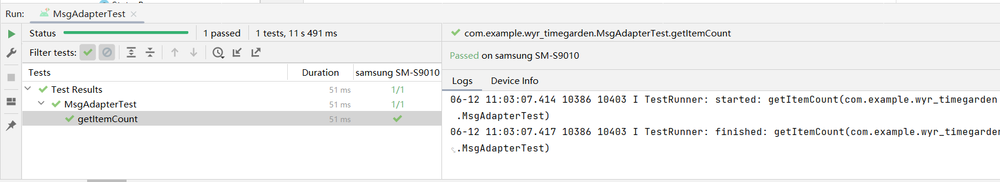 Run: MsgAdapterTest
Status 1 passed 1 tests, 11 s 491 ms
com.example.wyr_timegarden.MsgAdapterTest.getItemCount
Filter tests:
Passed on samsung SM-S9010
Tests Duration samsung SM-S9010
Logs Device Info
Test Results 51 ms 1/1
MsgAdapterTest 51 ms 1/1
getItemCount 51 ms
06-12 11:03:07.414 10386 10403 I TestRunner: started: getItemCount(com.example.wyr_timegarden
.MsgAdapterTest)
06-12 11:03:07.417 10386 10403 I TestRunner: finished: getItemCount(com.example.wyr_timegarden
.MsgAdapterTest)